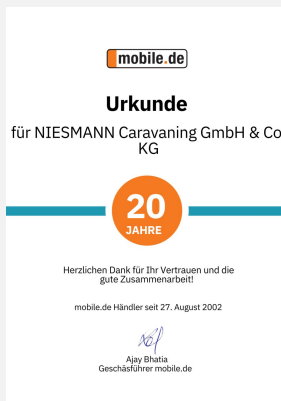 mobile.de
Urkunde
für NIESMANN Caravaning GmbH & Co
KG
20
JAHRE
Herzlichen Dank für Ihr Vertrauen und die
gute Zusammenarbeit!
mobile.de Händler seit 27. August 2002
Ajay Bhatia
Geschäsführer mobile.de